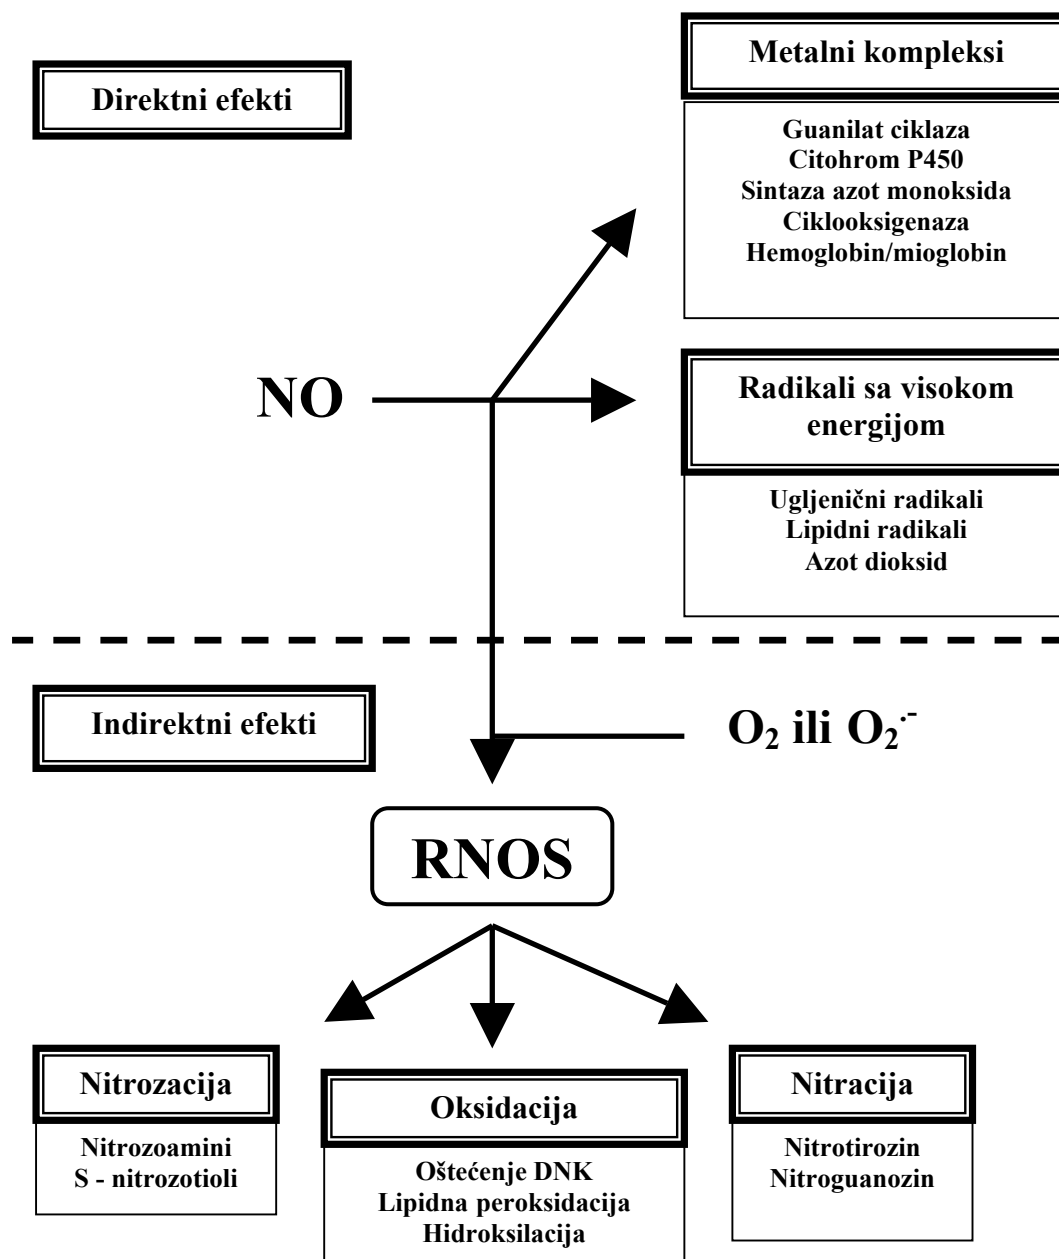 Direktni efekti
Metalni kompleksi
Guanilat ciklaza
Citohrom P450
Sintaza azot monoksida
Ciklooksigenaza
Hemoglobin/mioglobin
NO
Radikali sa visokom
energijom
Ugljenični radikali
Lipidni radikali
Azot dioksid
Indirektni efekti
O₂ ili O₂·⁻
RNOS
Nitrozacija
Nitrozoamini
S - nitrozotioli
Oksidacija
Oštećenje DNK
Lipidna peroksidacija
Hidroksilacija
Nitracija
Nitrotirozin
Nitroguanozin